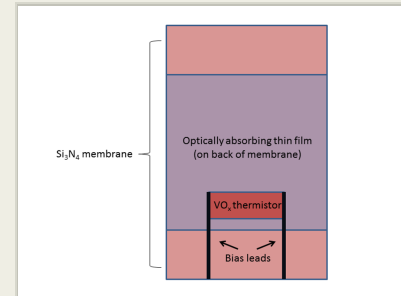 Optically absorbing thin film
(on back of membrane)
Si₃N₄ membrane
VOₓ thermistor
Bias leads